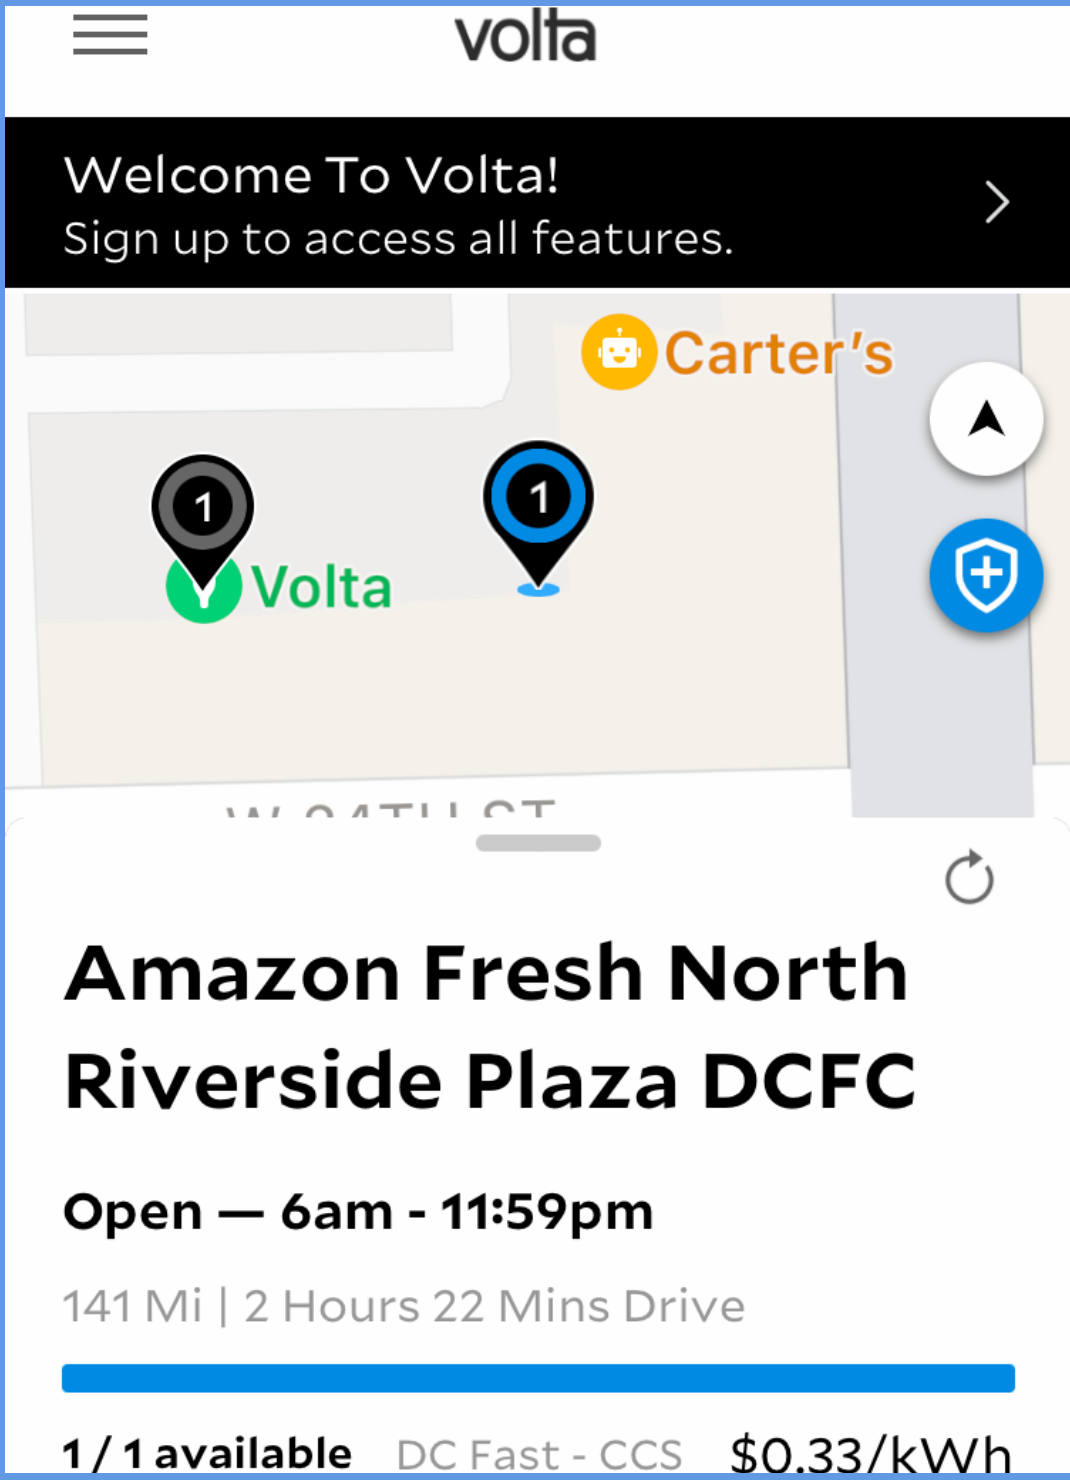 volta
Welcome To Volta!
Sign up to access all features.
Carter's
1
1
Volta
W 24TH ST
Amazon Fresh North
Riverside Plaza DCFC
Open — 6am - 11:59pm
141 Mi | 2 Hours 22 Mins Drive
1 / 1 available DC Fast - CCS $0.33/kWh